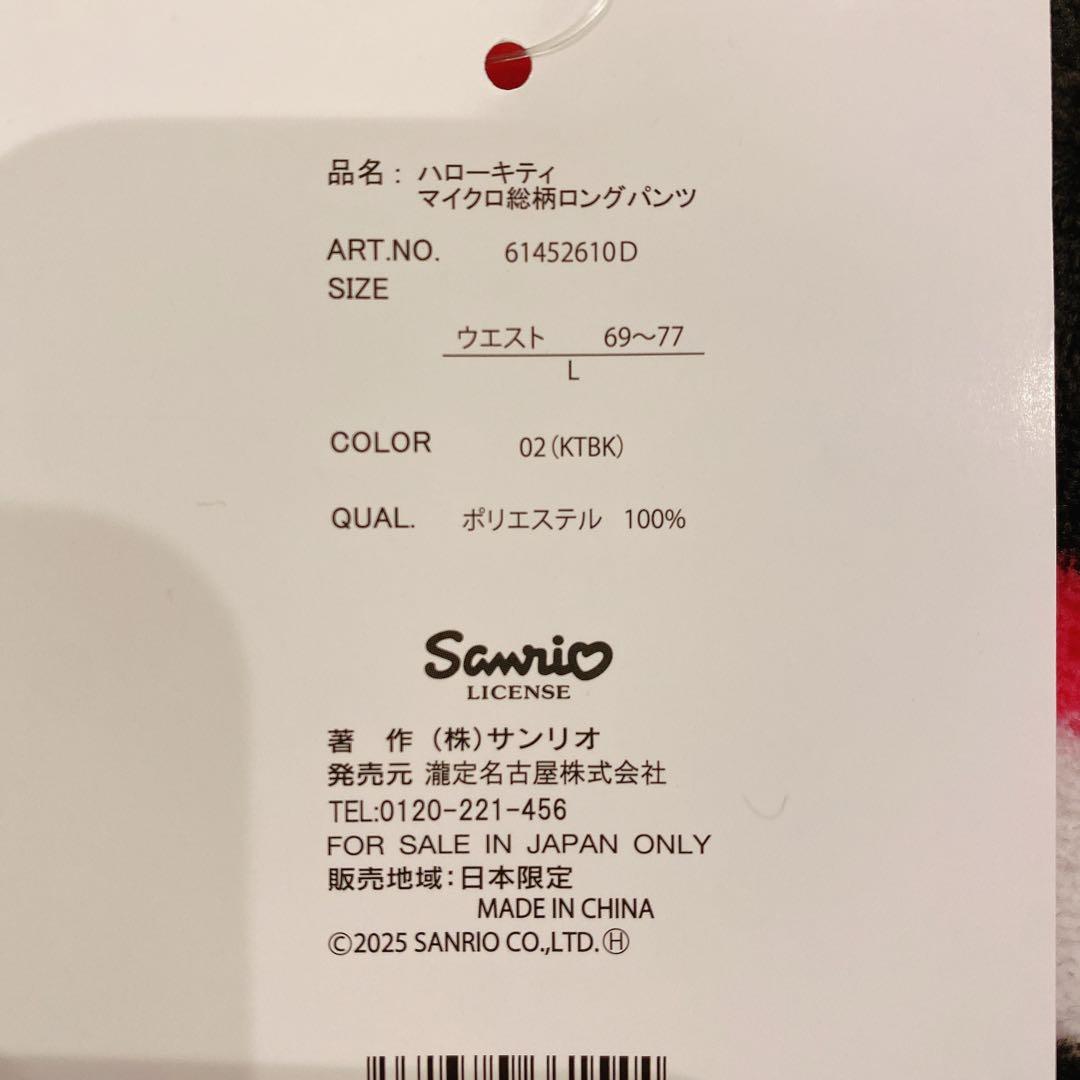 品名： ハローキティ
マイクロ総柄ロングパンツ
ART.NO. 61452610D
SIZE
ウエスト 69～77
L
COLOR 02(KTBK)
QUAL. ポリエステル 100%
Sanrio
LICENSE
著　作 (株)サンリオ
発売元 瀧定名古屋株式会社
TEL:0120-221-456
FOR SALE IN JAPAN ONLY
販売地域：日本限定
MADE IN CHINA
©2025 SANRIO CO.,LTD.Ⓗ